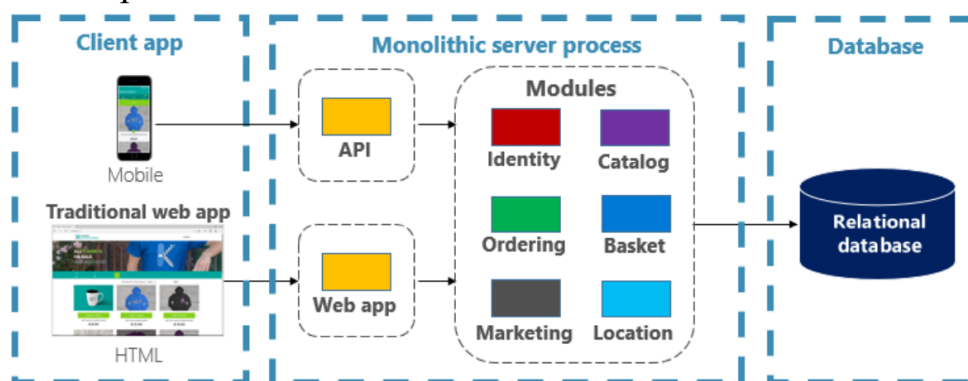 Client app
Mobile
Traditional web app
HTML
Monolithic server process
API
Web app
Modules
Identity
Catalog
Ordering
Basket
Marketing
Location
Database
Relational
database